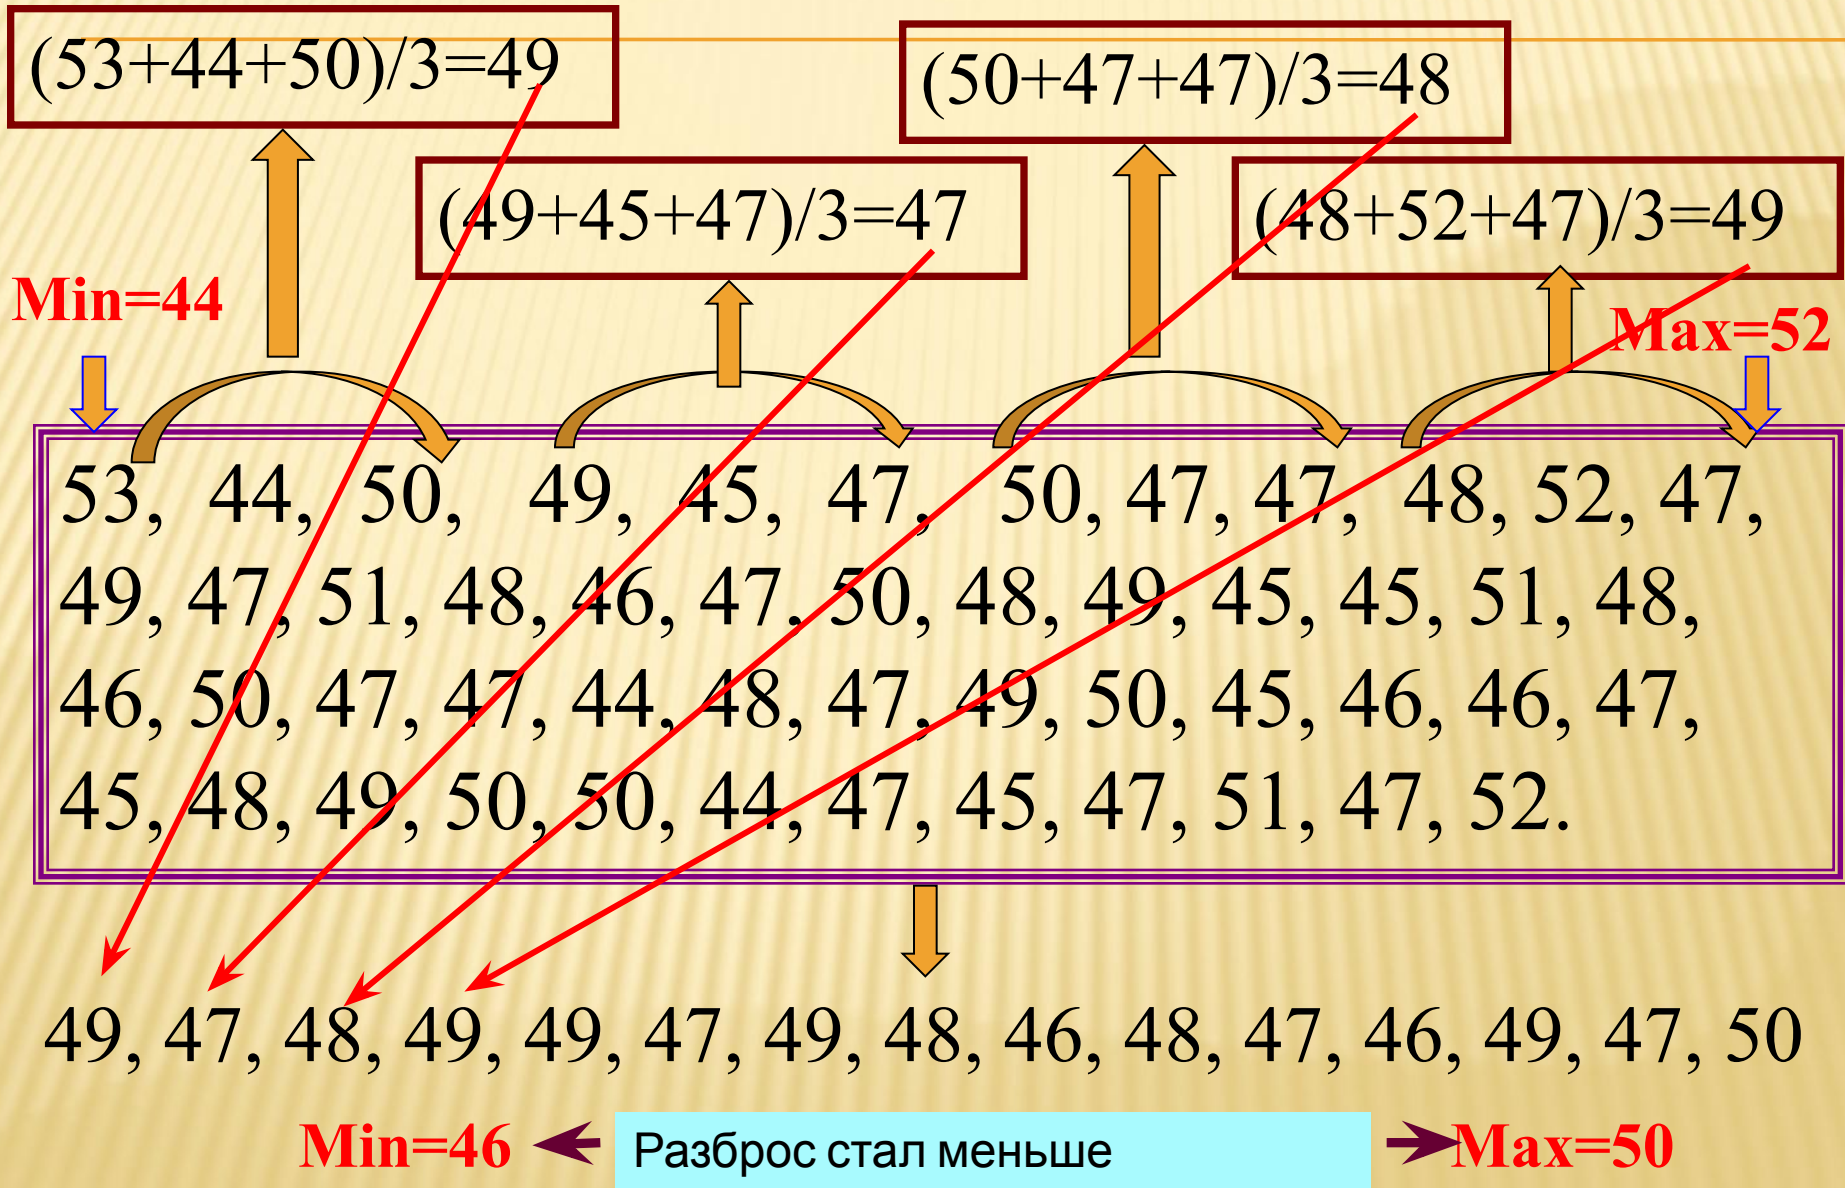 (53+44+50)/3=49
(50+47+47)/3=48
(49+45+47)/3=47
(48+52+47)/3=49
Min=44
Max=52
53, 44, 50, 49, 45, 47, 50, 47, 47, 48, 52, 47,
49, 47, 51, 48, 46, 47, 50, 48, 49, 45, 45, 51, 48,
46, 50, 47, 47, 44, 48, 47, 49, 50, 45, 46, 46, 47,
45, 48, 49, 50, 50, 44, 47, 45, 47, 51, 47, 52.
49, 47, 48, 49, 49, 47, 49, 48, 46, 48, 47, 46, 49, 47, 50
Min=46 Разброс стал меньше Max=50